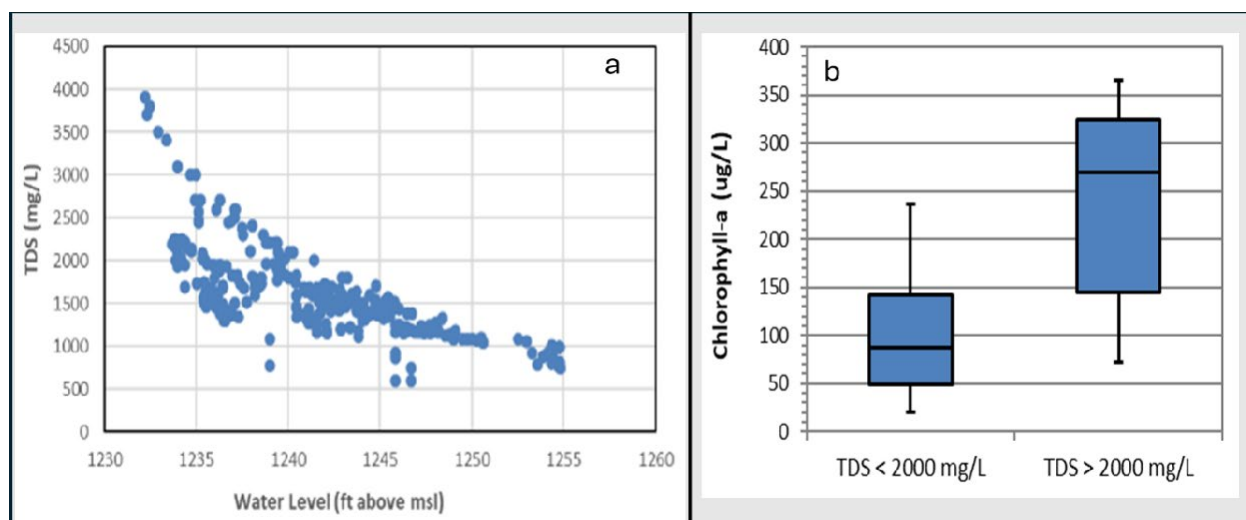 a
4500
4000
3500
3000
2500
2000
1500
1000
500
0
TDS (mg/L)
1230 1235 1240 1245 1250 1255 1260
Water Level (ft above msl)
b
400
350
300
250
200
150
100
50
0
Chlorophyll-a (ug/L)
TDS < 2000 mg/L TDS > 2000 mg/L